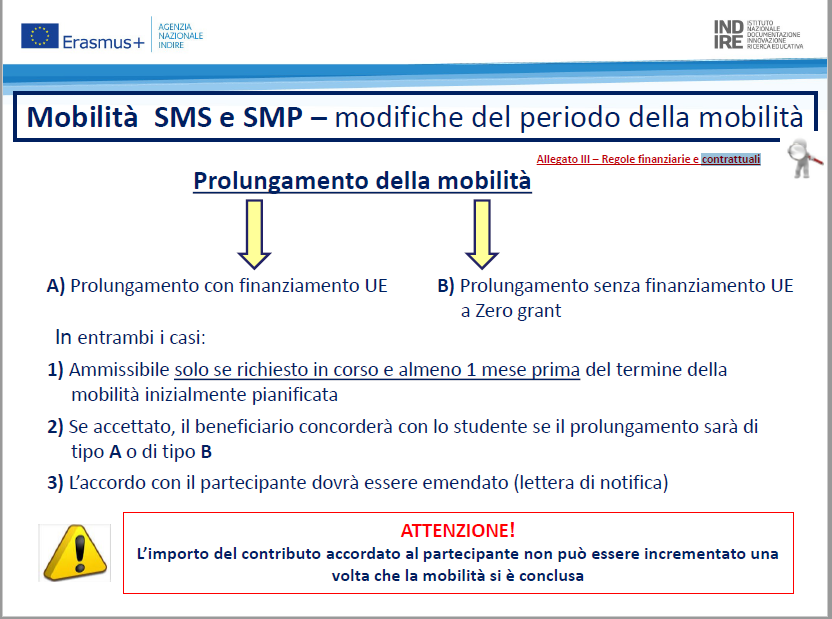 Erasmus+
AGENZIA
NAZIONALE
INDIRE
IND
IRE
ISTITUTO
NAZIONALE
DOCUMENTAZIONE
INNOVAZIONE
RICERCA EDUCATIVA
Mobilità SMS e SMP – modifiche del periodo della mobilità
Allegato III – Regole finanziarie e contrattuali
Prolungamento della mobilità
A) Prolungamento con finanziamento UE
B) Prolungamento senza finanziamento UE
a Zero grant
In entrambi i casi:
1) Ammissibile solo se richiesto in corso e almeno 1 mese prima del termine della
mobilità inizialmente pianificata
2) Se accettato, il beneficiario concorderà con lo studente se il prolungamento sarà di
tipo A o di tipo B
3) L'accordo con il partecipante dovrà essere emendato (lettera di notifica)
ATTENZIONE!
L'importo del contributo accordato al partecipante non può essere incrementato una
volta che la mobilità si è conclusa